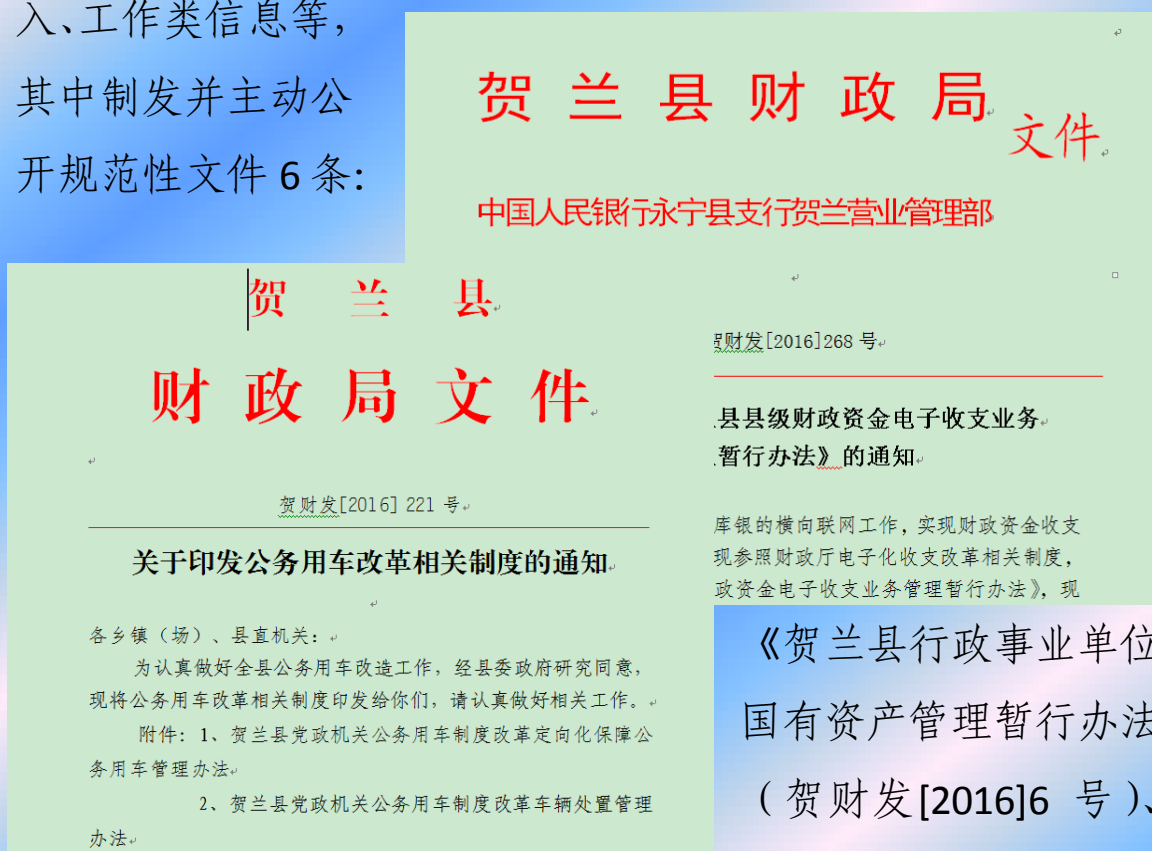 入、工作类信息等，
其中制发并主动公
开规范性文件 6 条：
贺兰县财政局
文件
中国人民银行永宁县支行贺兰营业管理部
贺财发[2016]268 号
县县级财政资金电子收支业务
暂行办法》的通知
库银的横向联网工作，实现财政资金收支
现参照财政厅电子化收支改革相关制度，
政资金电子收支业务管理暂行办法》，现
贺兰县
财政局文件
贺财发[2016] 221 号
关于印发公务用车改革相关制度的通知
各乡镇（场）、县直机关：
为认真做好全县公务用车改造工作，经县委政府研究同意，
现将公务用车改革相关制度印发给你们，请认真做好相关工作。
附件：1、贺兰县党政机关公务用车制度改革定向化保障公
务用车管理办法
2、贺兰县党政机关公务用车制度改革车辆处置管理
办法
《贺兰县行政事业单位
国有资产管理暂行办法
（贺财发[2016]6 号）、